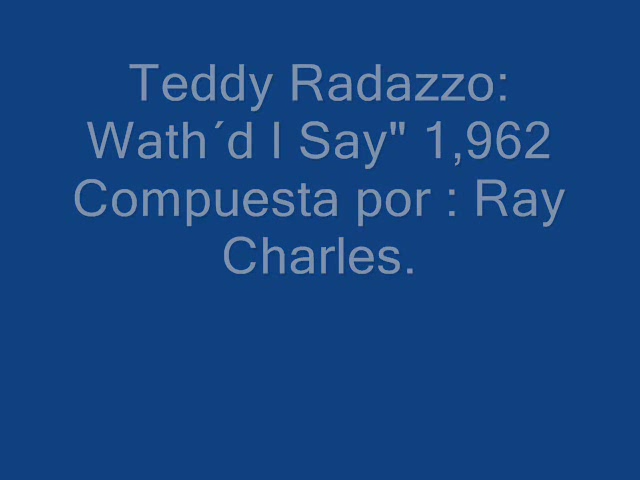 Teddy Radazzo:
Wath´d I Say" 1,962
Compuesta por : Ray
Charles.